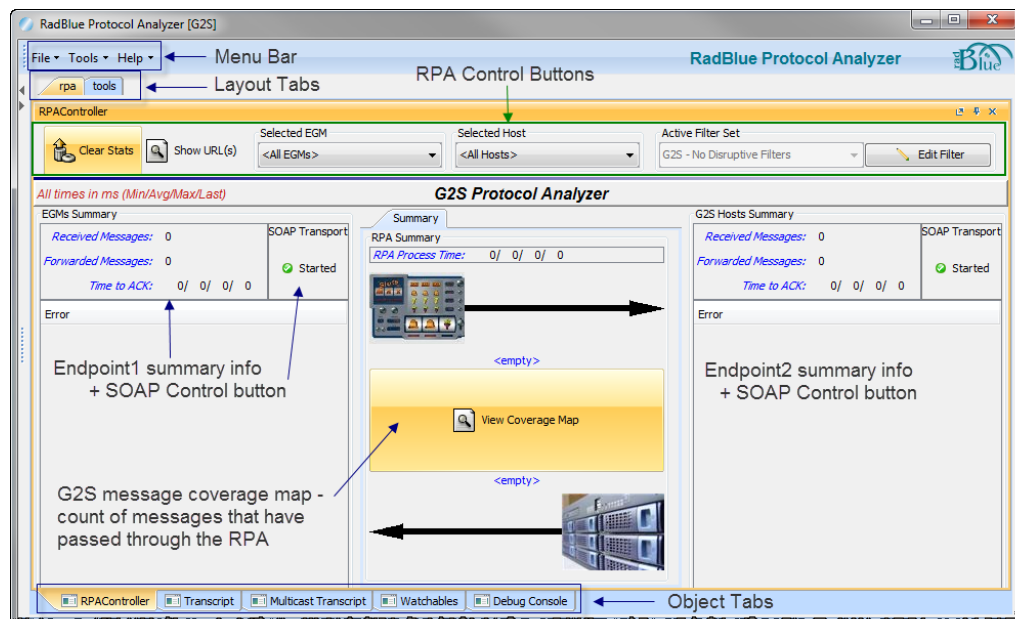 RadBlue Protocol Analyzer [G2S]
File Tools Help
Menu Bar
RadBlue Protocol Analyzer
rad Blue
rpa tools
Layout Tabs
RPA Control Buttons
RPAController
Clear Stats
Show URL(s)
Selected EGM
<All EGMs>
Selected Host
<All Hosts>
Active Filter Set
G2S - No Disruptive Filters
Edit Filter
All times in ms (Min/Avg/Max/Last)
G2S Protocol Analyzer
EGMs Summary
Received Messages: 0
Forwarded Messages: 0
Time to ACK: 0/ 0/ 0/ 0
SOAP Transport
Started
Error
Endpoint1 summary info
+ SOAP Control button
G2S message coverage map -
count of messages that have
passed through the RPA
Summary
RPA Summary
RPA Process Time: 0/ 0/ 0/ 0
<empty>
View Coverage Map
<empty>
G2S Hosts Summary
Received Messages: 0
Forwarded Messages: 0
Time to ACK: 0/ 0/ 0/ 0
SOAP Transport
Started
Error
Endpoint2 summary info
+ SOAP Control button
RPAController Transcript Multicast Transcript Watchables Debug Console
Object Tabs